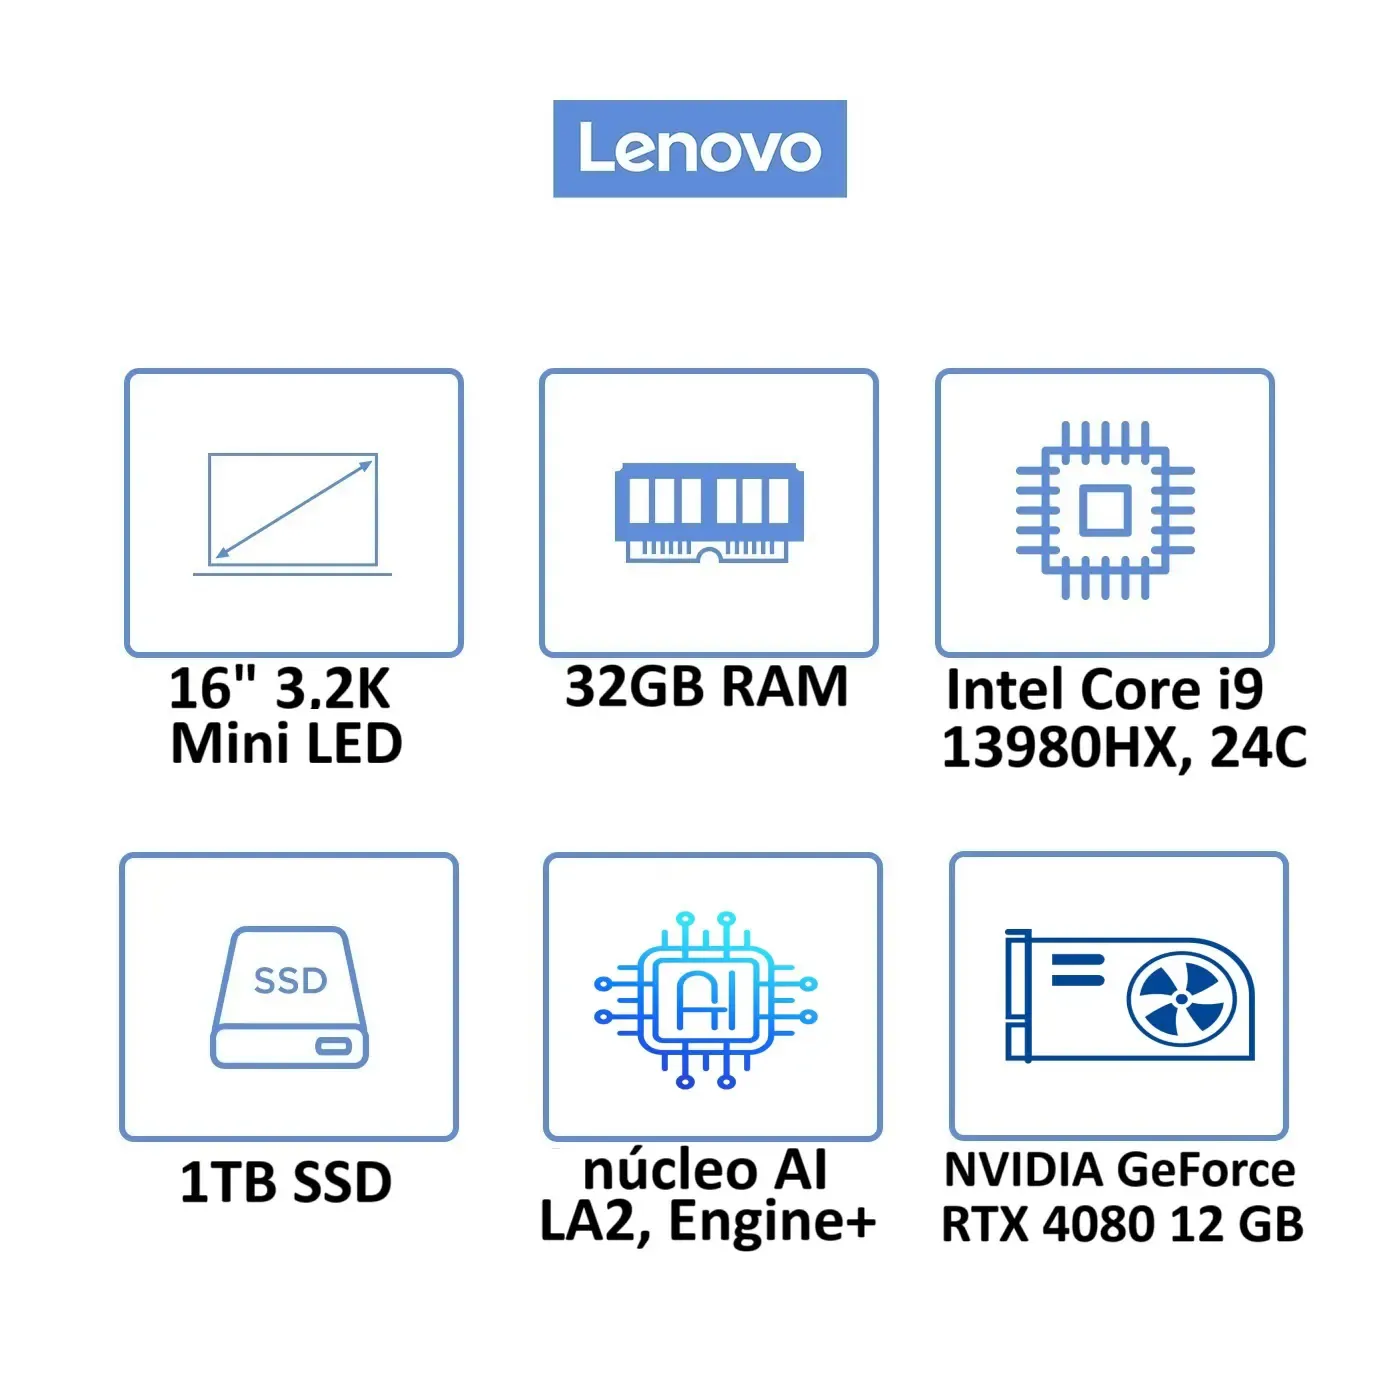 Lenovo
16" 3,2K
Mini LED
32GB RAM
Intel Core i9
13980HX, 24C
SSD
1TB SSD
AI
núcleo AI
LA2, Engine+
NVIDIA GeForce
RTX 4080 12 GB